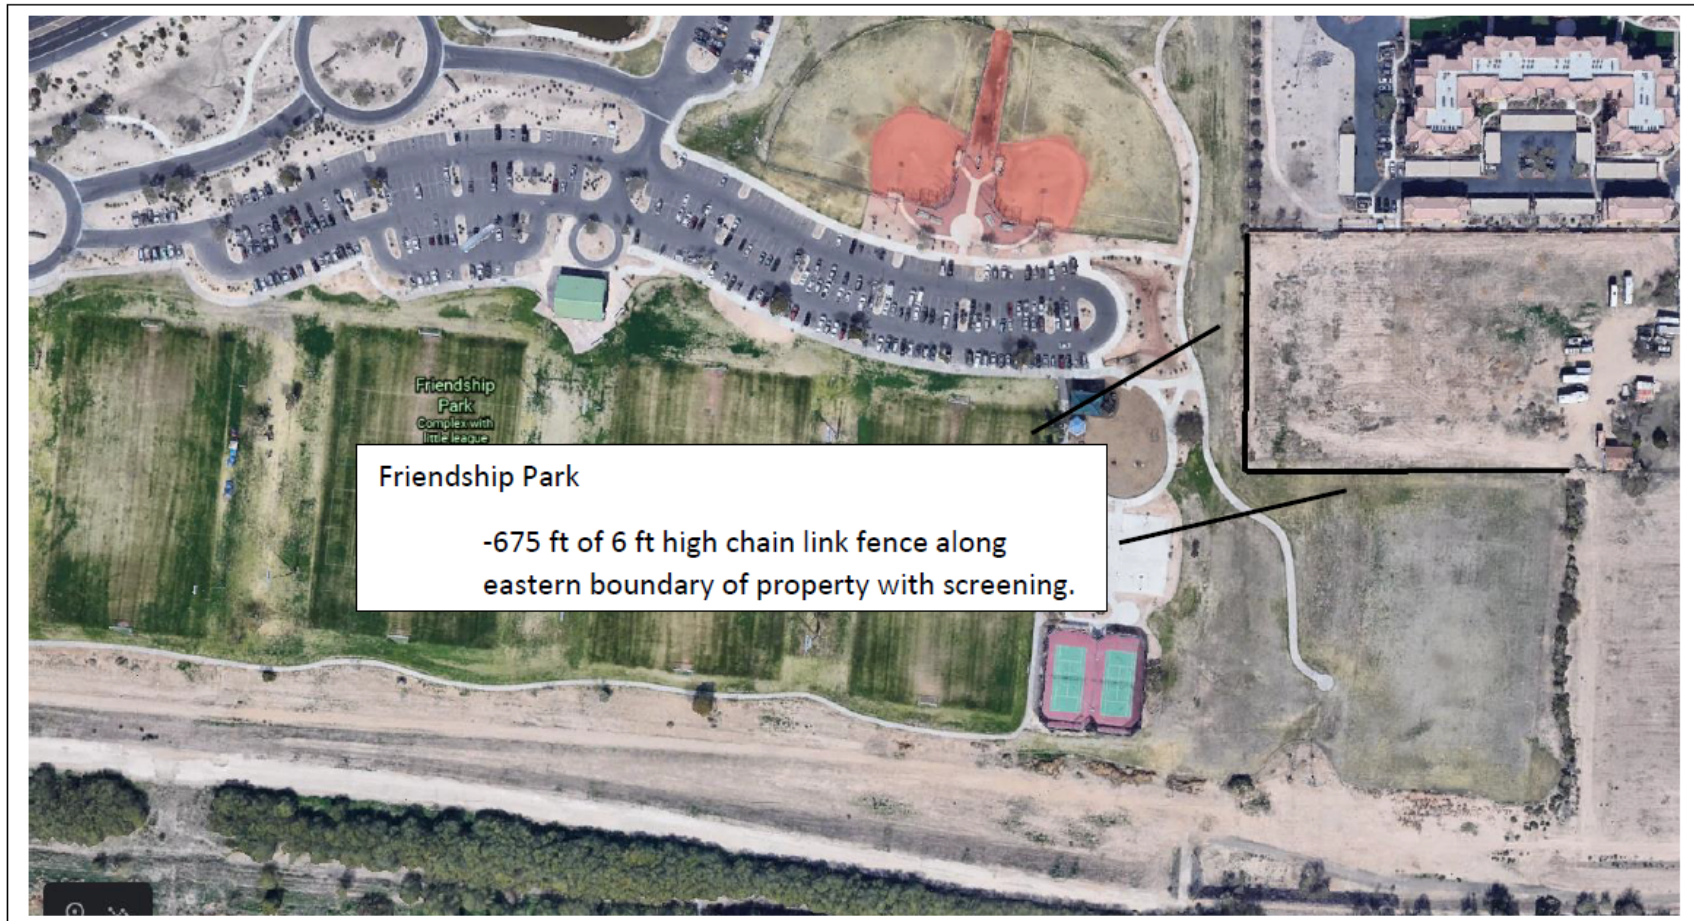 Friendship
Park
Complex with
little league
Friendship Park
-675 ft of 6 ft high chain link fence along
eastern boundary of property with screening.